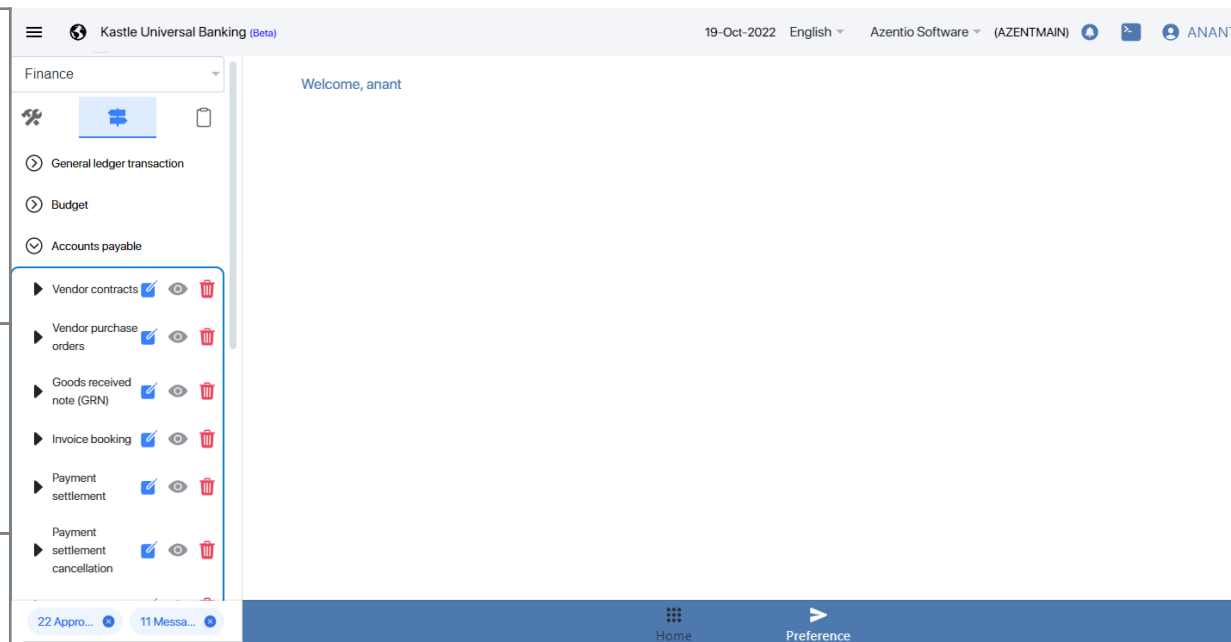 Kastle Universal Banking (Beta)
19-Oct-2022 English Azentio Software (AZENTMAIN) ANANT
Finance
Welcome, anant
General ledger transaction
Budget
Accounts payable
Vendor contracts
Vendor purchase
orders
Goods received
note (GRN)
Invoice booking
Payment
settlement
Payment
settlement
cancellation
22 Appro...
11 Messa...
Home
Preference